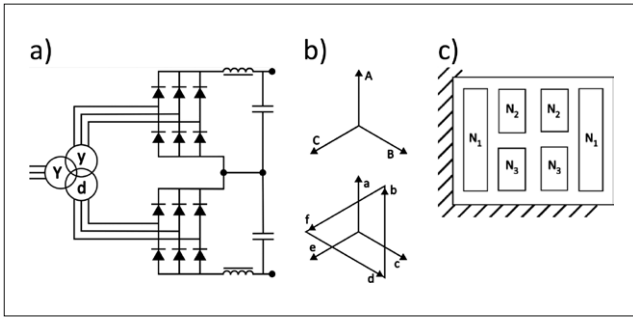 a) b) c)
Y y d
A
C B
a b
f
e c
d
N₁ N₂ N₂ N₁
N₃ N₃